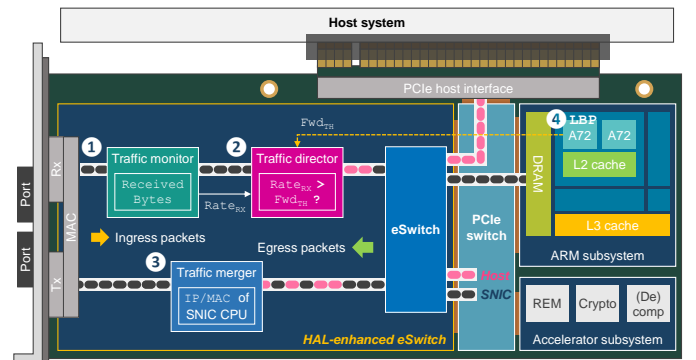 Host system
PCIe host interface
Fwd_TH
4
LBP
A72
A72
L2 cache
L3 cache
DRAM
ARM subsystem
1
Traffic monitor
Received
Bytes
2
Traffic director
Rate_RX >
Fwd_TH ?
Rate_RX
Rx
MAC
Tx
Port
Port
Ingress packets
Egress packets
eSwitch
PCIe
switch
3
Traffic merger
IP/MAC of
SNIC CPU
Host
SNIC
HAL-enhanced eSwitch
REM
Crypto
(De)
comp
Accelerator subsystem